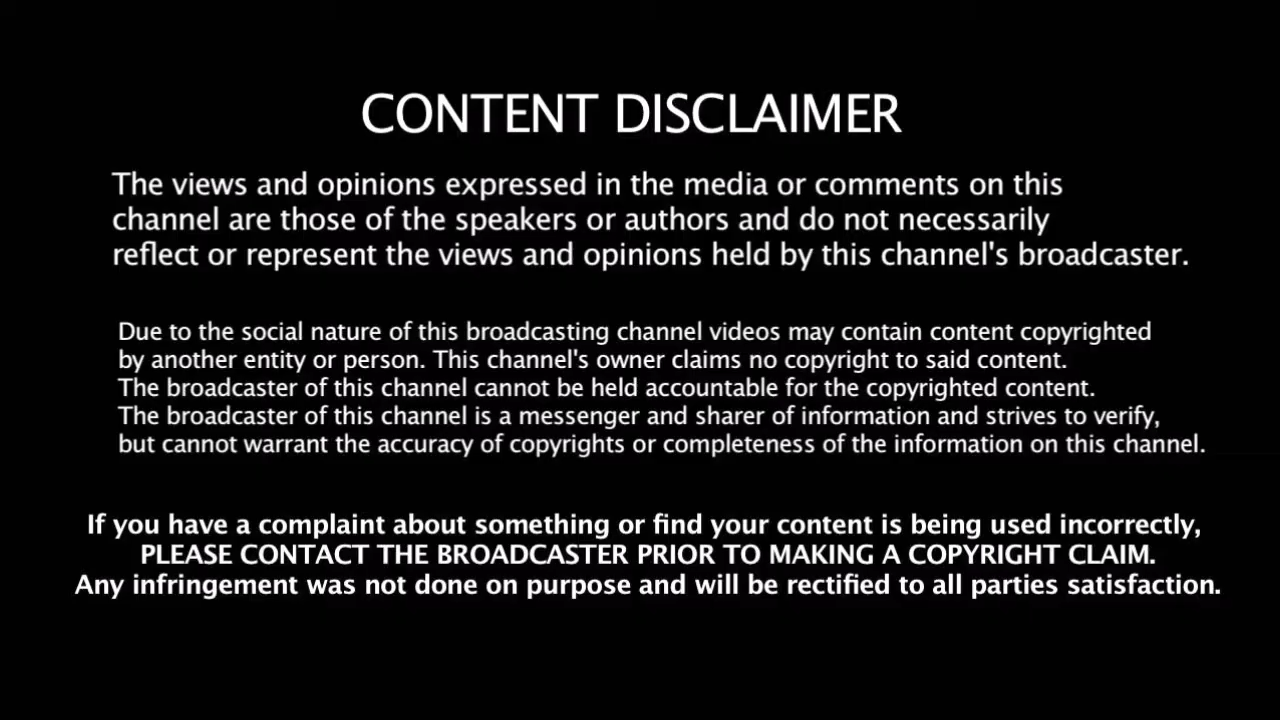 CONTENT DISCLAIMER
The views and opinions expressed in the media or comments on this
channel are those of the speakers or authors and do not necessarily
reflect or represent the views and opinions held by this channel's broadcaster.
Due to the social nature of this broadcasting channel videos may contain content copyrighted
by another entity or person. This channel's owner claims no copyright to said content.
The broadcaster of this channel cannot be held accountable for the copyrighted content.
The broadcaster of this channel is a messenger and sharer of information and strives to verify,
but cannot warrant the accuracy of copyrights or completeness of the information on this channel.
If you have a complaint about something or find your content is being used incorrectly,
PLEASE CONTACT THE BROADCASTER PRIOR TO MAKING A COPYRIGHT CLAIM.
Any infringement was not done on purpose and will be rectified to all parties satisfaction.